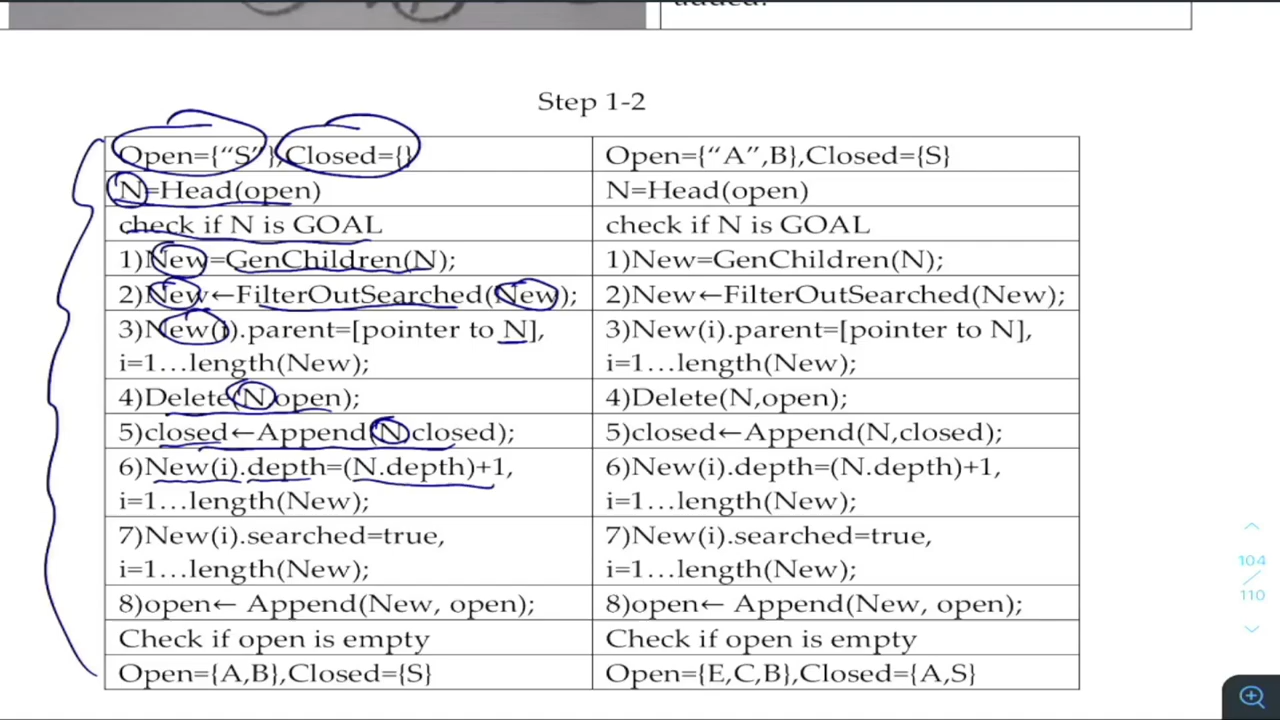 Step 1-2
Open={“S”},Closed={}
N=Head(open)
check if N is GOAL
1)New=GenChildren(N);
2)New←FilterOutSearched(New);
3)New(i).parent=[pointer to N],
i=1…length(New);
4)Delete(N,open);
5)closed←Append(N,closed);
6)New(i).depth=(N.depth)+1,
i=1…length(New);
7)New(i).searched=true,
i=1…length(New);
8)open← Append(New, open);
Check if open is empty
Open={A,B},Closed={S}
Open={“A”,B},Closed={S}
N=Head(open)
check if N is GOAL
1)New=GenChildren(N);
2)New←FilterOutSearched(New);
3)New(i).parent=[pointer to N],
i=1…length(New);
4)Delete(N,open);
5)closed←Append(N,closed);
6)New(i).depth=(N.depth)+1,
i=1…length(New);
7)New(i).searched=true,
i=1…length(New);
8)open← Append(New, open);
Check if open is empty
Open={E,C,B},Closed={A,S}
104
/
110